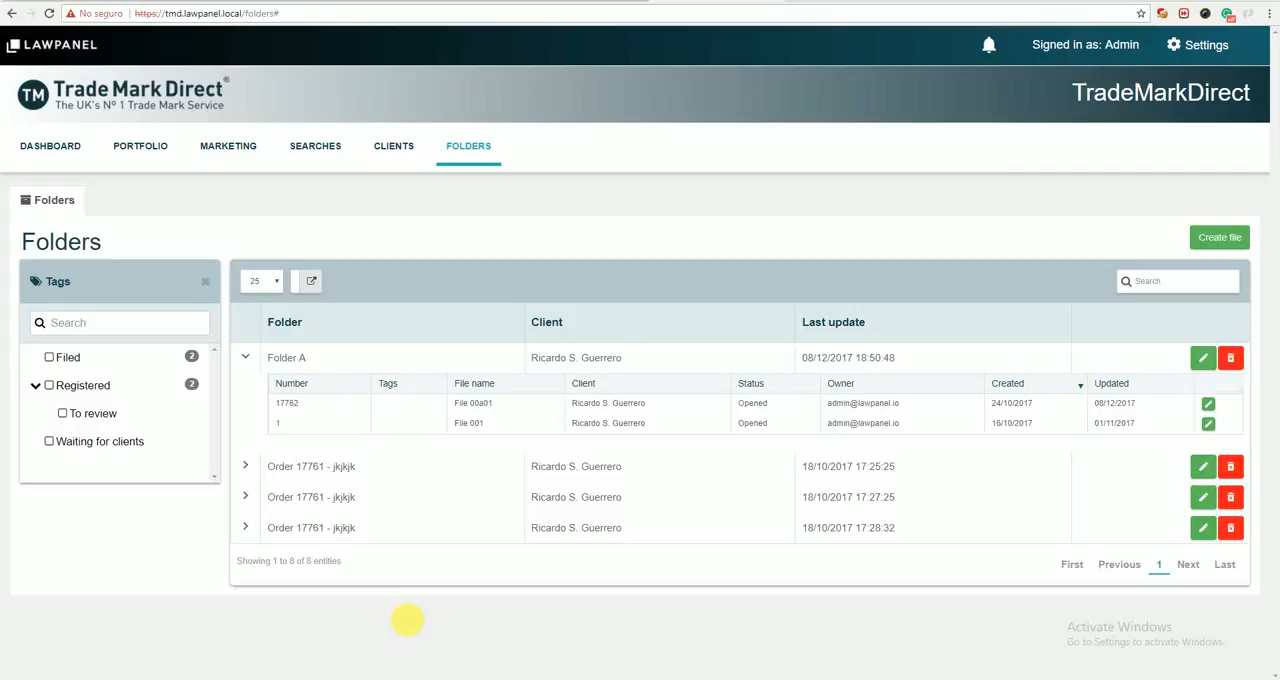 No seguro https://tmd.lawpanel.local/folders#
LAWPANEL Signed in as: Admin Settings
TM Trade Mark Direct® TradeMarkDirect
The UK's Nº 1 Trade Mark Service
DASHBOARD PORTFOLIO MARKETING SEARCHES CLIENTS FOLDERS
Folders
Folders Create file
Tags 25 Search
Search Folder Client Last update
Filed 2 Folder A Ricardo S. Guerrero 08/12/2017 18:50:48
Registered 2 Number Tags File name Client Status Owner Created Updated
17762 File 00a01 Ricardo S. Guerrero Opened admin@lawpanel.io 24/10/2017 08/12/2017
To review 1 File 001 Ricardo S. Guerrero Opened admin@lawpanel.io 16/10/2017 01/11/2017
Waiting for clients
Order 17761 - jkjkjk Ricardo S. Guerrero 18/10/2017 17:25:25
Order 17761 - jkjkjk Ricardo S. Guerrero 18/10/2017 17:27:25
Order 17761 - jkjkjk Ricardo S. Guerrero 18/10/2017 17:28:32
Showing 1 to 8 of 8 entities First Previous 1 Next Last
Activate Windows
Go to Settings to activate Windows.